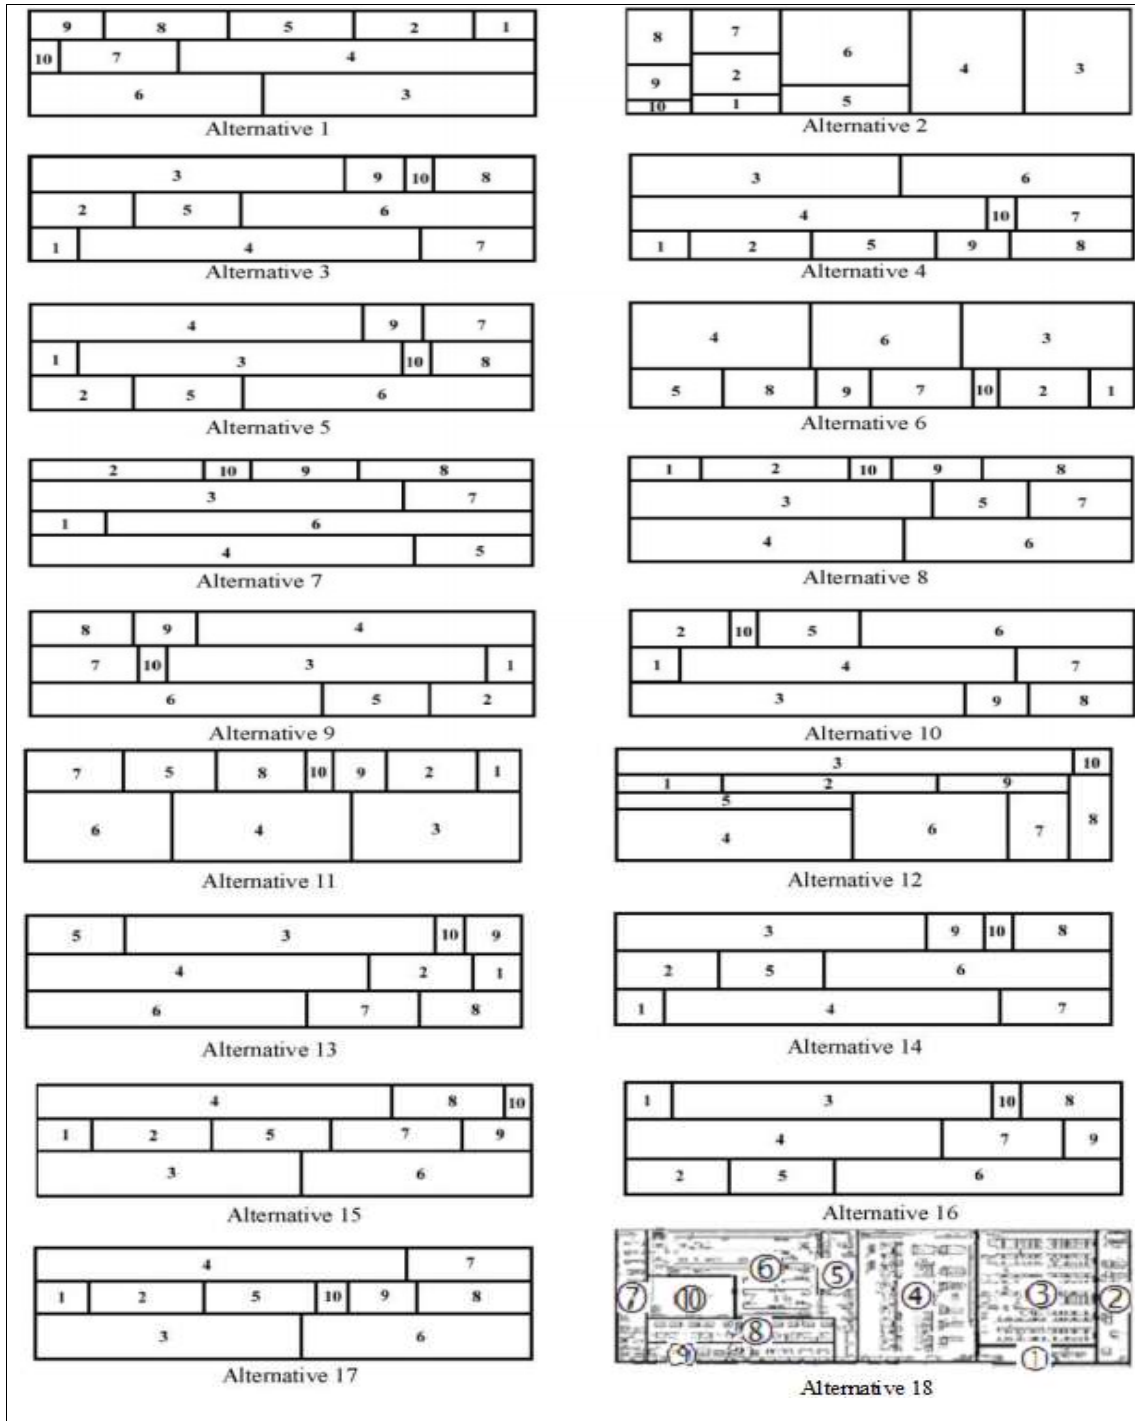 9 8 5 2 1
10 7 4
6 3
Alternative 1
8 7 6 4 3
9 2
10 1 5
Alternative 2
3 9 10 8
2 5 6
1 4 7
Alternative 3
3 6
4 10 7
1 2 5 9 8
Alternative 4
4 9 7
1 3 10 8
2 5 6
Alternative 5
4 6 3
5 8 9 7 10 2 1
Alternative 6
2 10 9 8
3 7
1 6
4 5
Alternative 7
1 2 10 9 8
3 5 7
4 6
Alternative 8
8 9 4
7 10 3 1
6 5 2
Alternative 9
2 10 5 6
1 4 7
3 9 8
Alternative 10
7 5 8 10 9 2 1
6 4 3
Alternative 11
3 10
1 2 9
5
4 6 7 8
Alternative 12
5 3 10 9
4 2 1
6 7 8
Alternative 13
3 9 10 8
2 5 6
1 4 7
Alternative 14
4 8 10
1 2 5 7 9
3 6
Alternative 15
1 3 10 8
4 7 9
2 5 6
Alternative 16
4 7
1 2 5 10 9 8
3 6
Alternative 17
6 5
7 10 4 3 2
8
9 1
Alternative 18